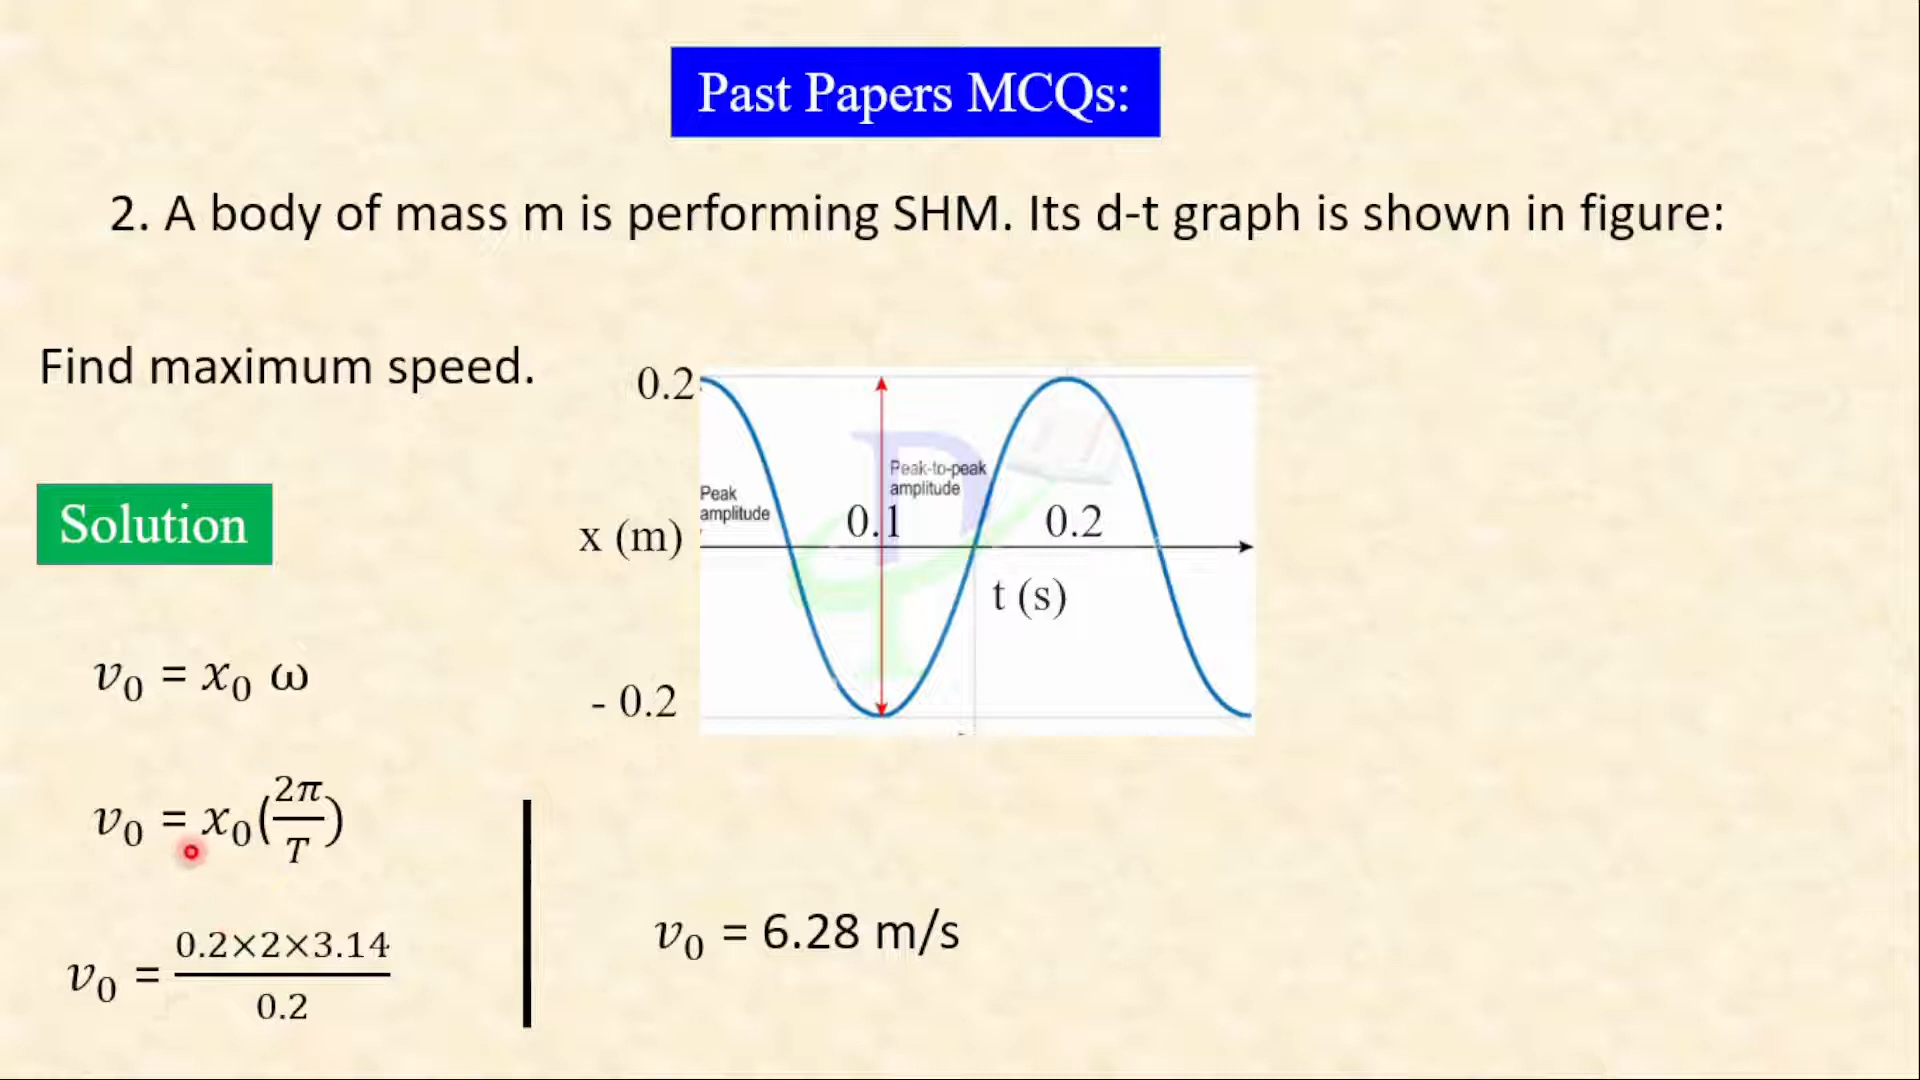 Past Papers MCQs:
2. A body of mass m is performing SHM. Its d-t graph is shown in figure:
Find maximum speed.
0.2
Peak-to-peak
amplitude
Peak
amplitude
0.1
0.2
x (m)
t (s)
- 0.2
Solution
v₀ = x₀ ω
v₀ = x₀(2π/T)
v₀ = 0.2×2×3.14/0.2
v₀ = 6.28 m/s